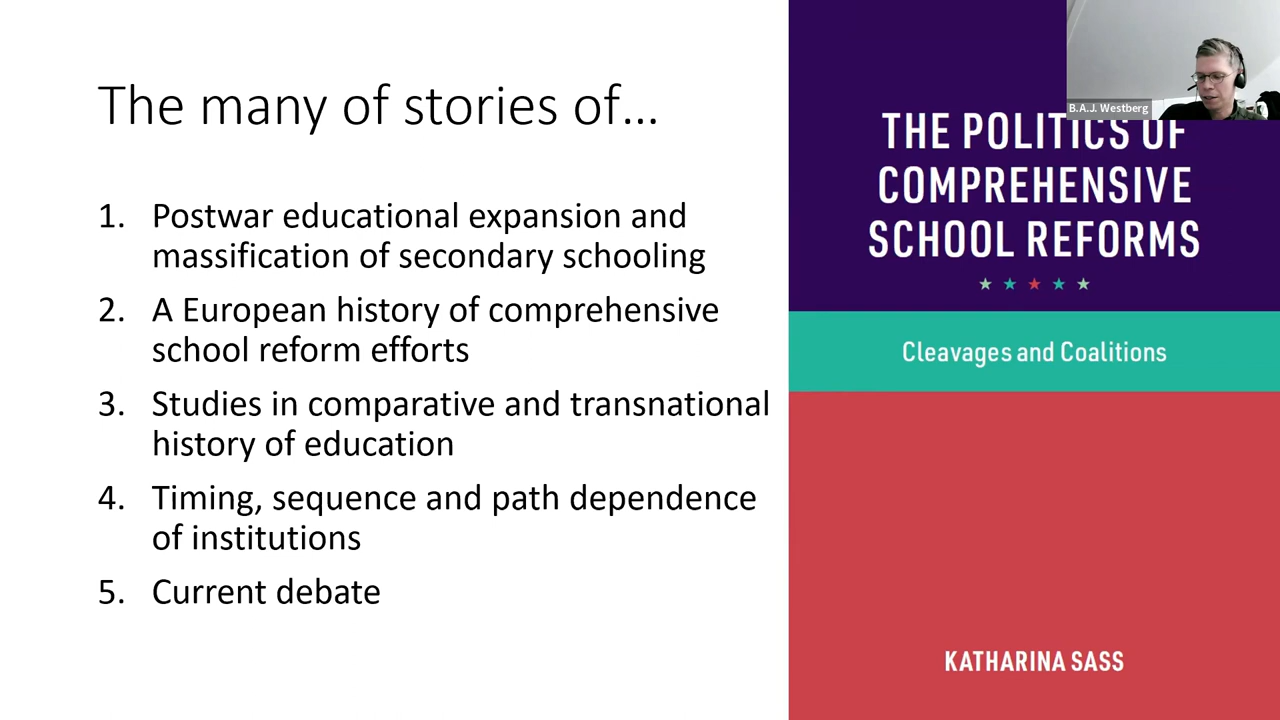 The many of stories of...
1. Postwar educational expansion and
massification of secondary schooling
2. A European history of comprehensive
school reform efforts
3. Studies in comparative and transnational
history of education
4. Timing, sequence and path dependence
of institutions
5. Current debate
B.A.J. Westberg
THE POLITICS OF
COMPREHENSIVE
SCHOOL REFORMS
Cleavages and Coalitions
KATHARINA SASS